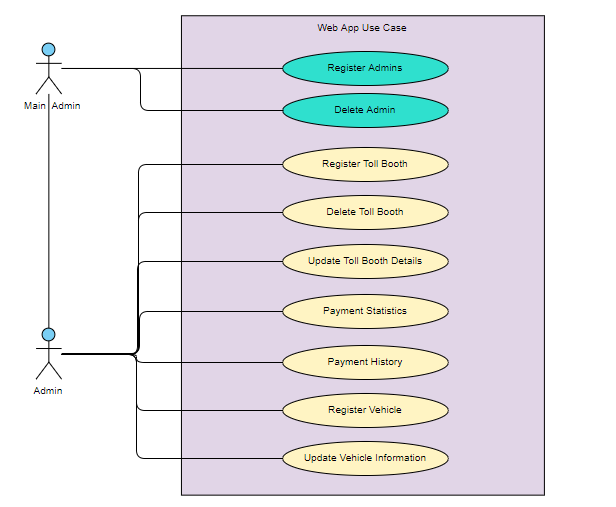 Web App Use Case
Register Admins
Delete Admin
Main Admin
Register Toll Booth
Delete Toll Booth
Update Toll Booth Details
Payment Statistics
Payment History
Admin
Register Vehicle
Update Vehicle Information